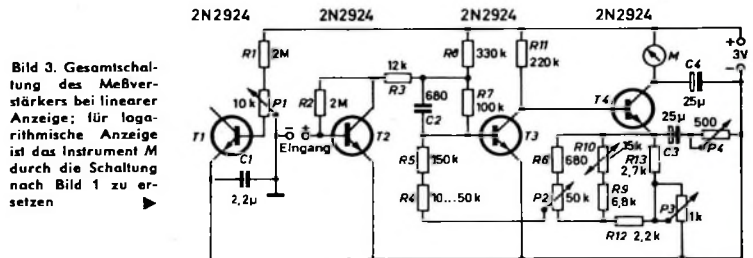 2N2924 2N2924 2N2924 2N2924
Bild 3. Gesamtschal-
tung des Meßver-
stärkers bei linearer
Anzeige; für loga-
rithmische Anzeige
ist das Instrument M
durch die Schaltung
nach Bild 1 zu er-
setzen
R1 2M
10k P1
T1
C1
2,2µ
Eingang
R2 2M
12k
R3
T2
680
C2
R8 330k
R7
100k
R5 150k
R4 10...50k
R11
220k
T3
M
C4
25µ
+
3V
−
T4
25µ
C3
500
P4
R6
680
P2 50k
R10 15k
R9
6,8k
R13
2,7k
R12 2,2k
P3
1k